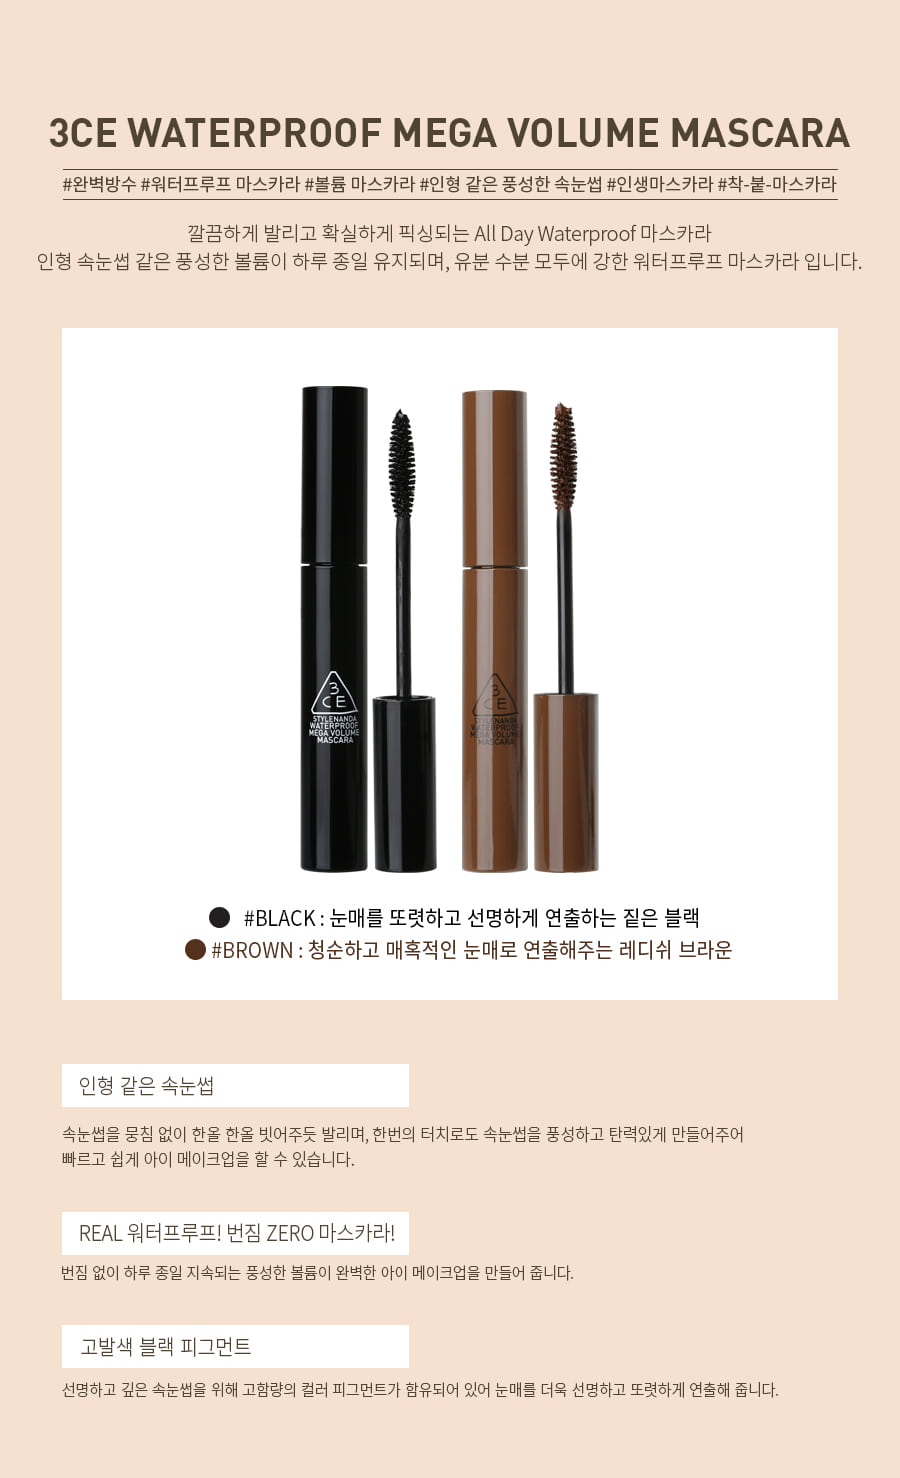 3CE WATERPROOF MEGA VOLUME MASCARA
#완벽방수 #워터프루프 마스카라 #볼륨 마스카라 #인형 같은 풍성한 속눈썹 #인생마스카라 #착-붙-마스카라
깔끔하게 발리고 확실하게 픽싱되는 All Day Waterproof 마스카라
인형 속눈썹 같은 풍성한 볼륨이 하루 종일 유지되며, 유분 수분 모두에 강한 워터프루프 마스카라 입니다.
3
CE
STYLENANDA
WATERPROOF
MEGA VOLUME
MASCARA
3
CE
STYLENANDA
WATERPROOF
MEGA VOLUME
MASCARA
#BLACK : 눈매를 또렷하고 선명하게 연출하는 짙은 블랙
#BROWN : 청순하고 매혹적인 눈매로 연출해주는 레디쉬 브라운
인형 같은 속눈썹
속눈썹을 뭉침 없이 한올 한올 빗어주듯 발리며, 한번의 터치로도 속눈썹을 풍성하고 탄력있게 만들어주어
빠르고 쉽게 아이 메이크업을 할 수 있습니다.
REAL 워터프루프! 번짐 ZERO 마스카라!
번짐 없이 하루 종일 지속되는 풍성한 볼륨이 완벽한 아이 메이크업을 만들어 줍니다.
고발색 블랙 피그먼트
선명하고 깊은 속눈썹을 위해 고함량의 컬러 피그먼트가 함유되어 있어 눈매를 더욱 선명하고 또렷하게 연출해 줍니다.